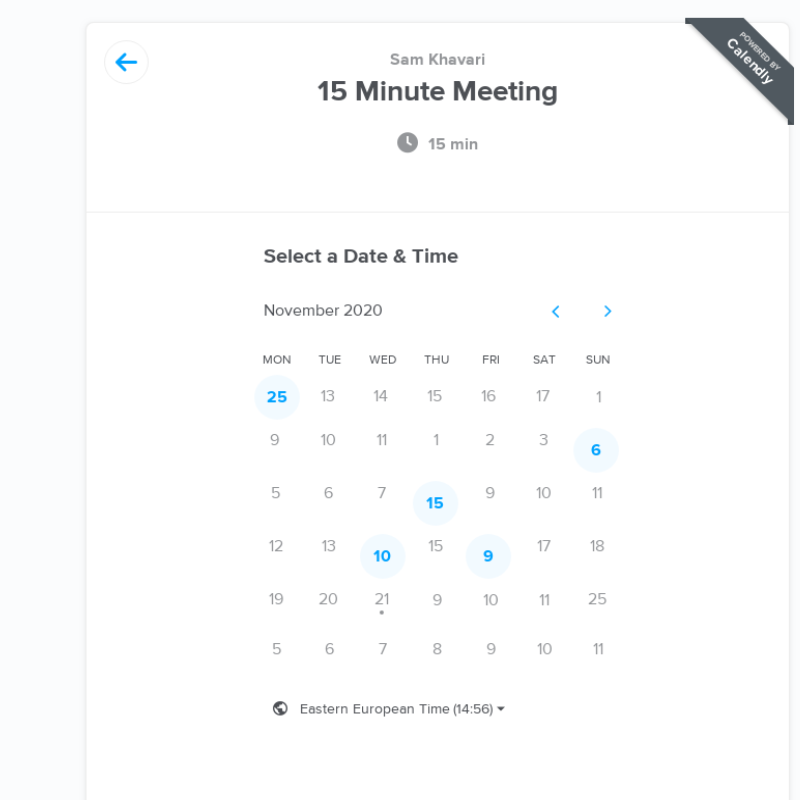 POWERED BY
Calendly
Sam Khavari
15 Minute Meeting
15 min
Select a Date & Time
November 2020
MON TUE WED THU FRI SAT SUN
25 13 14 15 16 17 1
9 10 11 1 2 3 6
5 6 7 15 9 10 11
12 13 10 15 9 17 18
19 20 21 9 10 11 25
5 6 7 8 9 10 11
Eastern European Time (14:56)